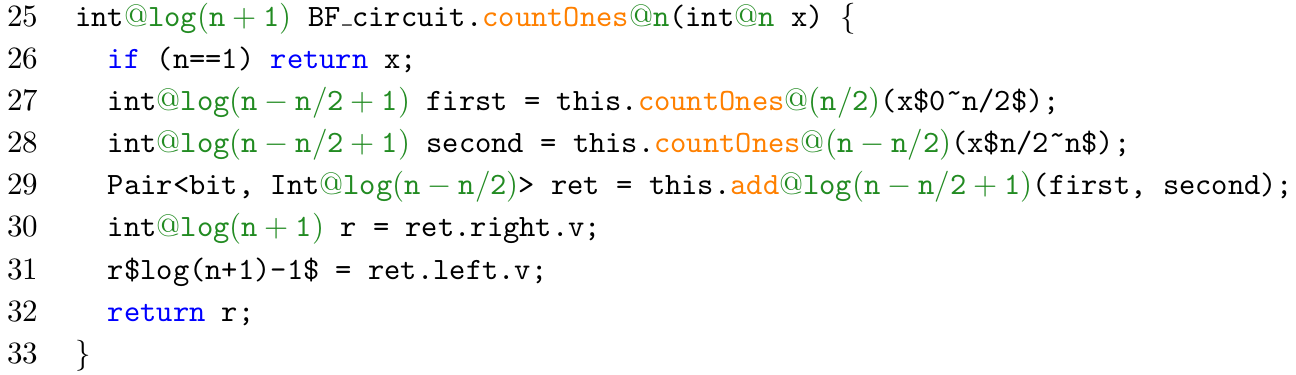 25 int@log(n + 1) BF_circuit.countOnes@n(int@n x) {
26 if (n==1) return x;
27 int@log(n − n/2 + 1) first = this.countOnes@(n/2)(x$0~n/2$);
28 int@log(n − n/2 + 1) second = this.countOnes@(n − n/2)(x$n/2~n$);
29 Pair<bit, Int@log(n − n/2)> ret = this.add@log(n − n/2 + 1)(first, second);
30 int@log(n + 1) r = ret.right.v;
31 r$log(n+1)-1$ = ret.left.v;
32 return r;
33 }